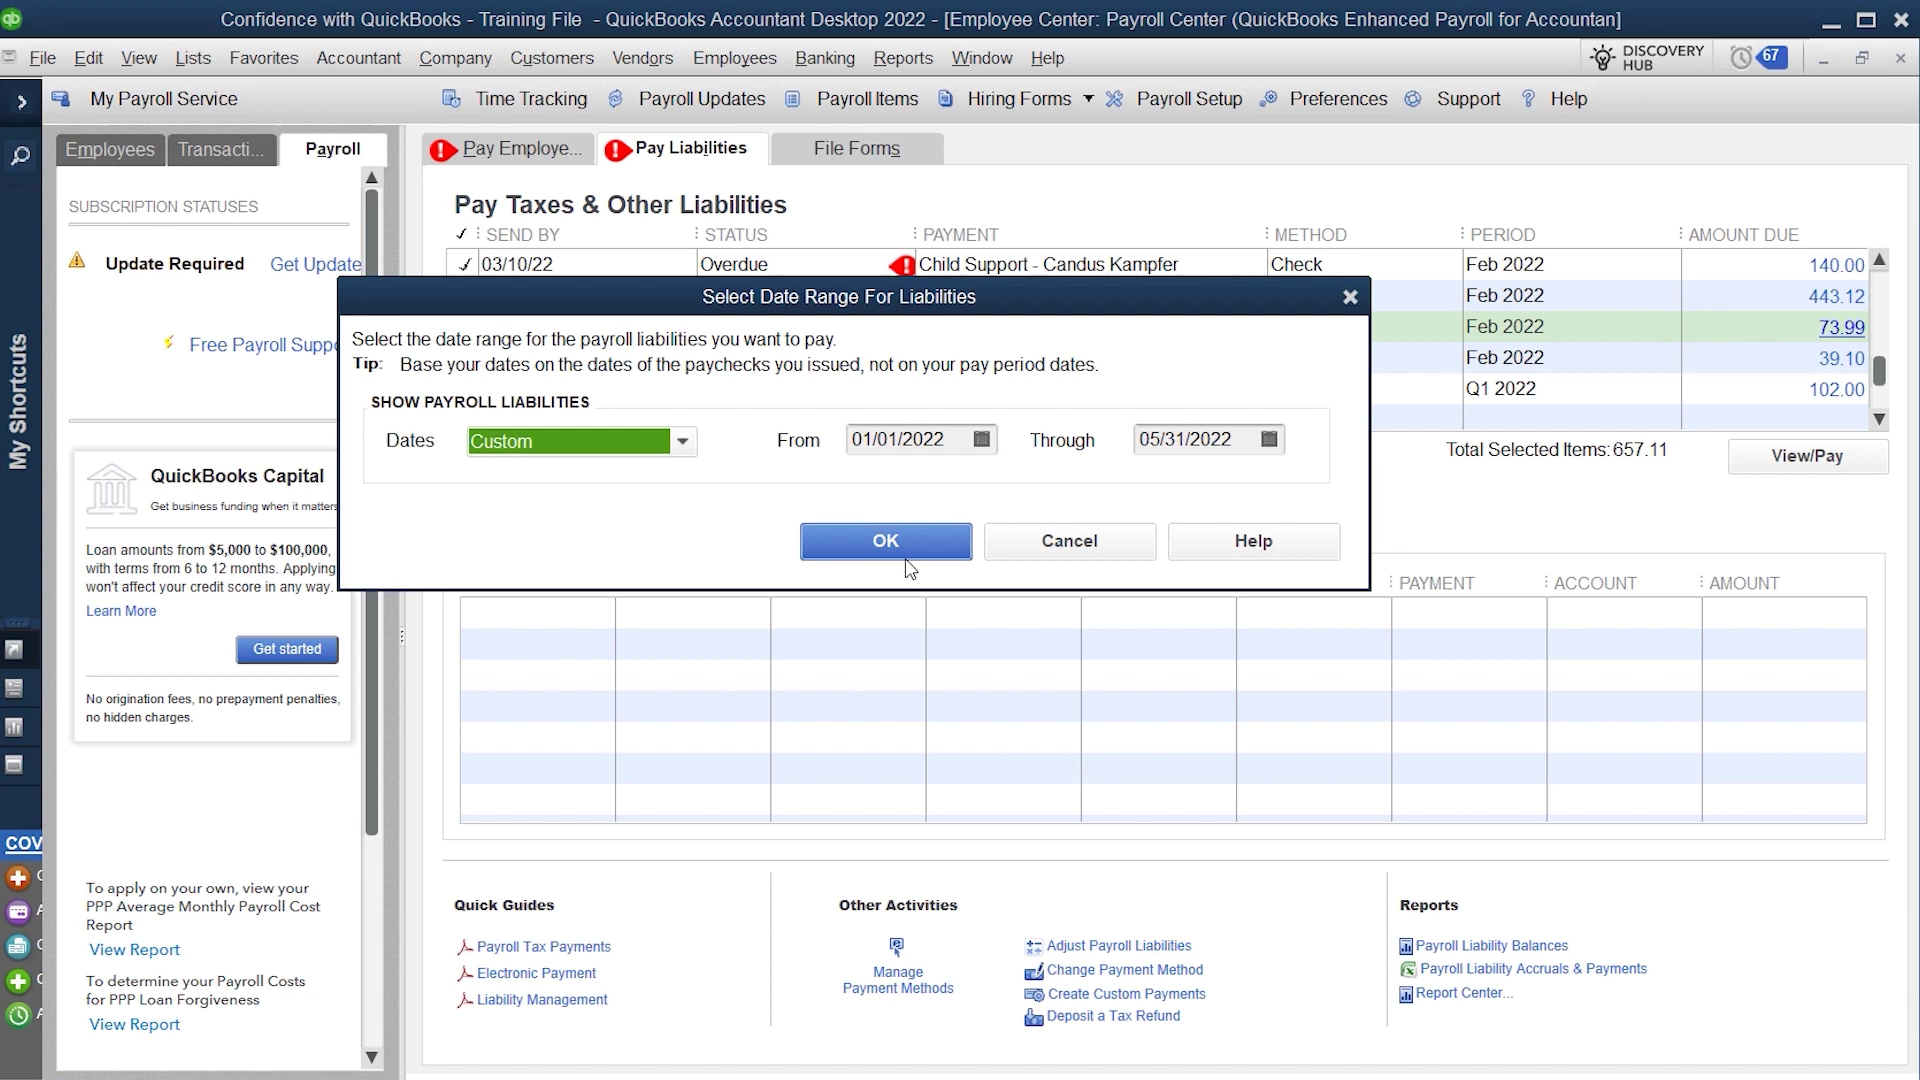 Confidence with QuickBooks - Training File - QuickBooks Accountant Desktop 2022 - [Employee Center: Payroll Center (QuickBooks Enhanced Payroll for Accountan]
File Edit View Lists Favorites Accountant Company Customers Vendors Employees Banking Reports Window Help
DISCOVERY HUB 67
My Payroll Service Time Tracking Payroll Updates Payroll Items Hiring Forms Payroll Setup Preferences Support Help
Employees Transacti... Payroll
Pay Employe... Pay Liabilities File Forms
My Shortcuts
SUBSCRIPTION STATUSES
Update Required Get Update
Free Payroll Suppo
QuickBooks Capital
Get business funding when it matters
Loan amounts from $5,000 to $100,000,
with terms from 6 to 12 months. Applying
won't affect your credit score in any way.
Learn More
Get started
No origination fees, no prepayment penalties,
no hidden charges.
To apply on your own, view your
PPP Average Monthly Payroll Cost
Report
View Report
To determine your Payroll Costs
for PPP Loan Forgiveness
View Report
COV
Pay Taxes & Other Liabilities
SEND BY STATUS PAYMENT METHOD PERIOD AMOUNT DUE
03/10/22 Overdue Child Support - Candus Kampfer Check Feb 2022 140.00
Feb 2022 443.12
Feb 2022 73.99
Feb 2022 39.10
Q1 2022 102.00
Total Selected Items: 657.11
View/Pay
Select Date Range For Liabilities
Select the date range for the payroll liabilities you want to pay.
Tip: Base your dates on the dates of the paychecks you issued, not on your pay period dates.
SHOW PAYROLL LIABILITIES
Dates Custom From 01/01/2022 Through 05/31/2022
OK Cancel Help
PAYMENT ACCOUNT AMOUNT
Quick Guides
Payroll Tax Payments
Electronic Payment
Liability Management
Other Activities
Manage
Payment Methods
Adjust Payroll Liabilities
Change Payment Method
Create Custom Payments
Deposit a Tax Refund
Reports
Payroll Liability Balances
Payroll Liability Accruals & Payments
Report Center...